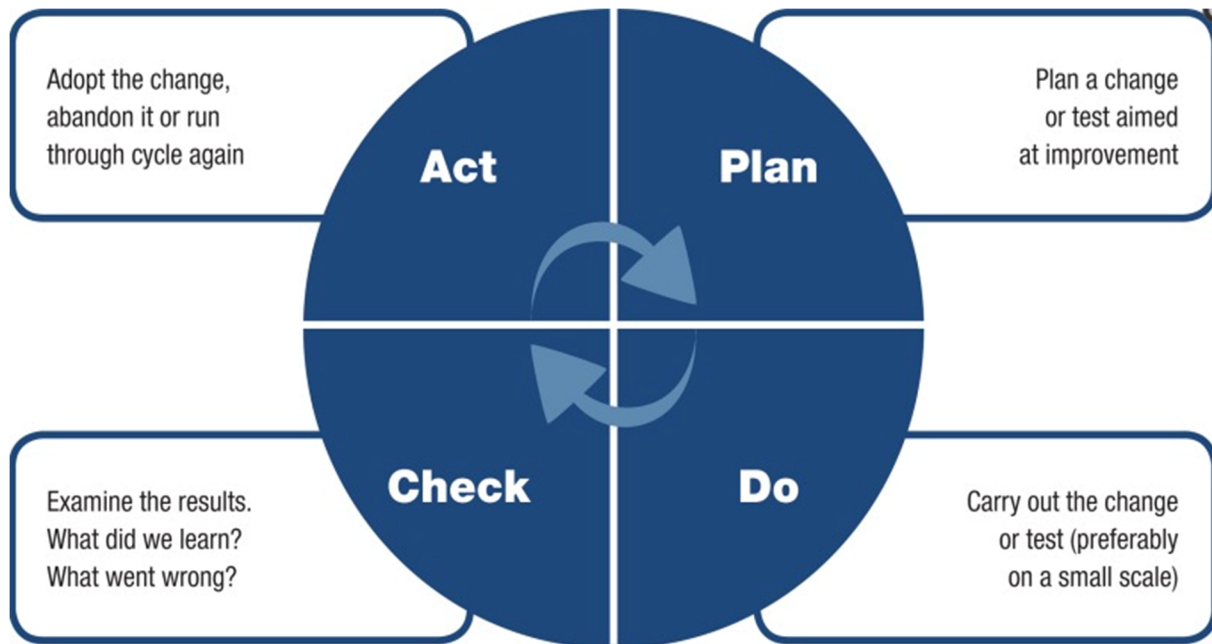 Adopt the change,
abandon it or run
through cycle again
Act
Plan
Plan a change
or test aimed
at improvement
Examine the results.
What did we learn?
What went wrong?
Check
Do
Carry out the change
or test (preferably
on a small scale)